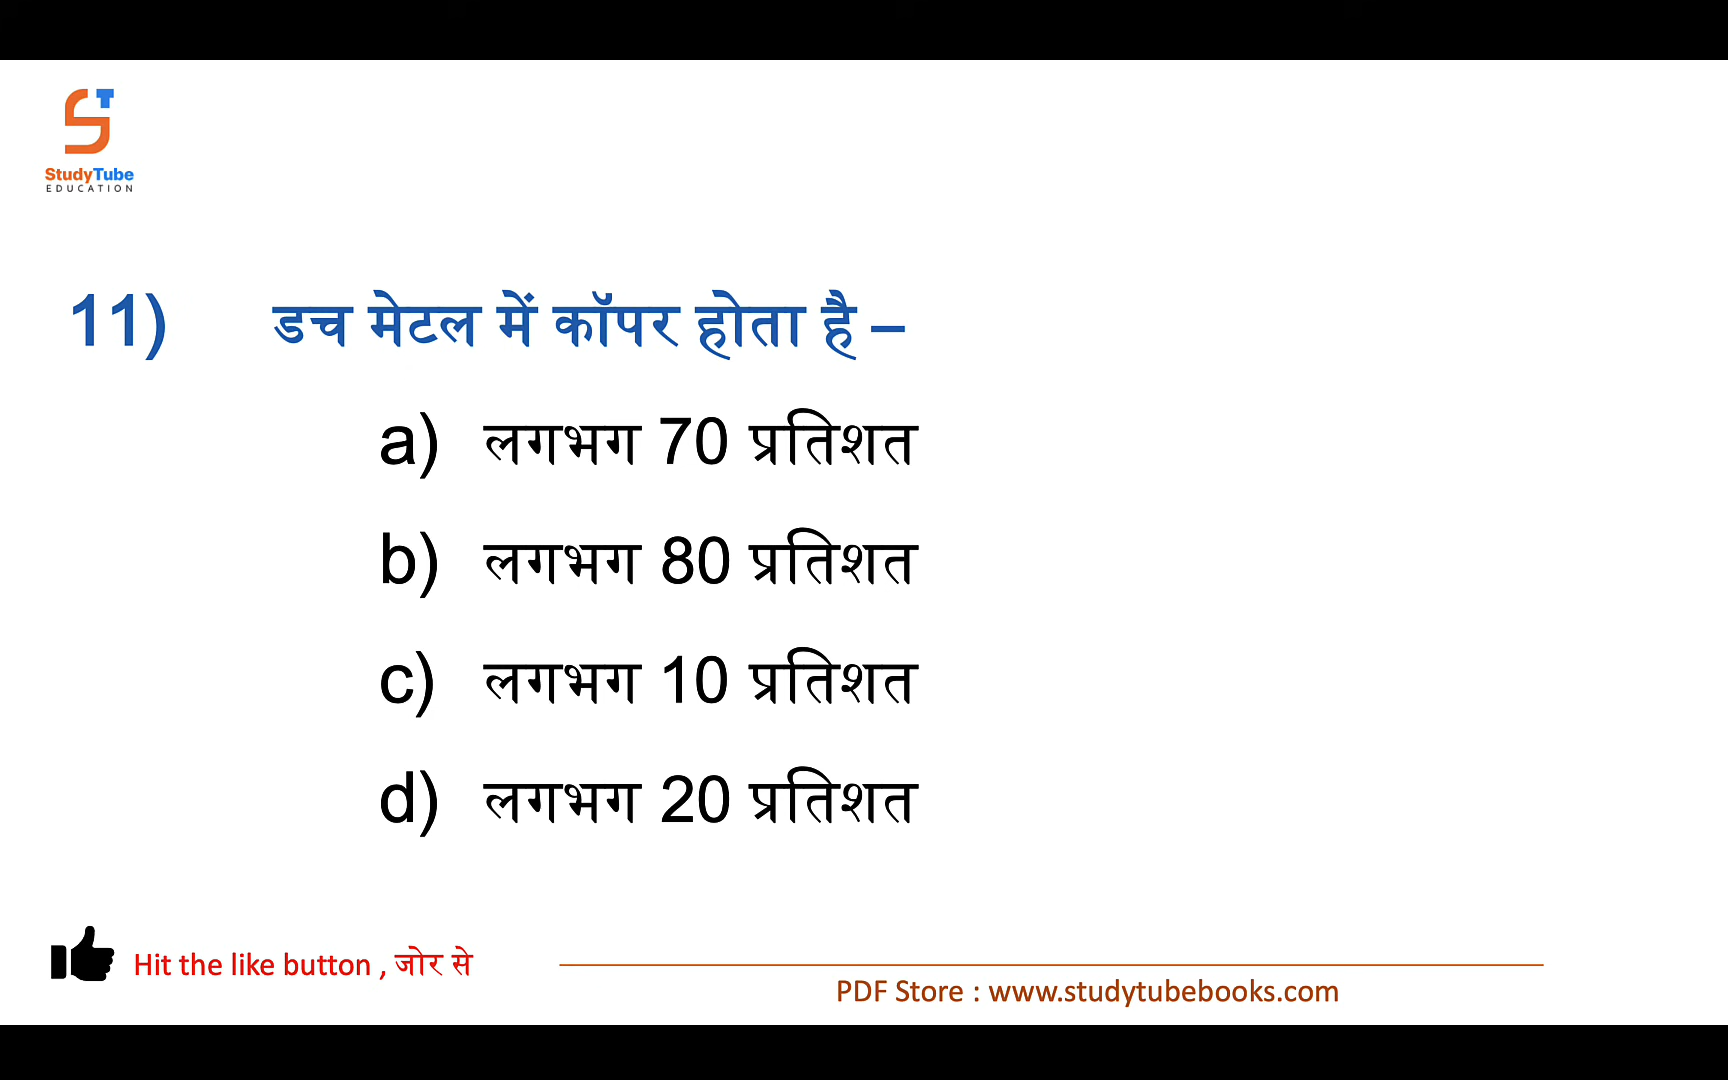 StudyTube
EDUCATION
11) डच मेटल में कॉपर होता है –
a) लगभग 70 प्रतिशत
b) लगभग 80 प्रतिशत
c) लगभग 10 प्रतिशत
d) लगभग 20 प्रतिशत
Hit the like button , जोर से
PDF Store : www.studytubebooks.com